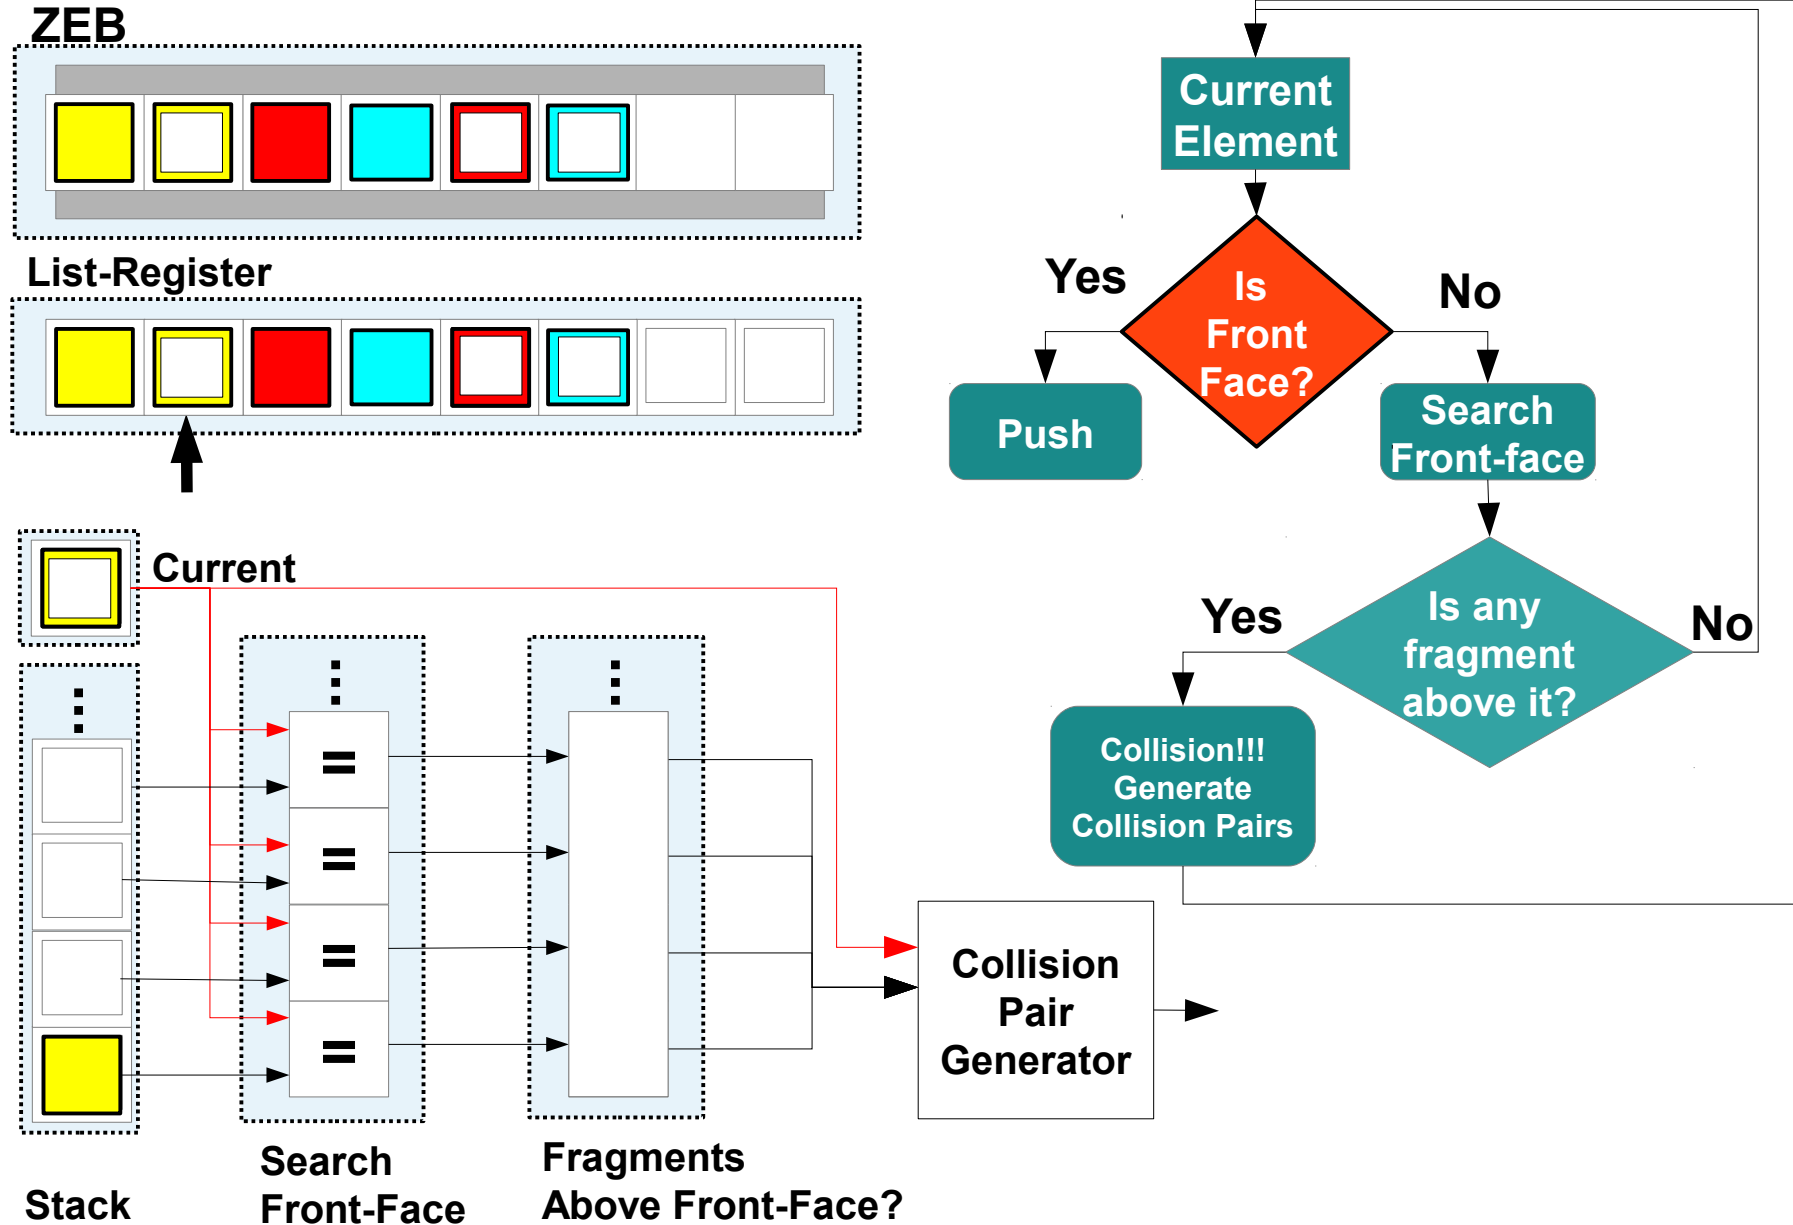 ZEB
List-Register
Current
=
=
=
=
Stack
Search
Front-Face
Fragments
Above Front-Face?
Collision
Pair
Generator
Current
Element
Is
Front
Face?
Yes
No
Push
Search
Front-face
Is any
fragment
above it?
Yes
No
Collision!!!
Generate
Collision Pairs